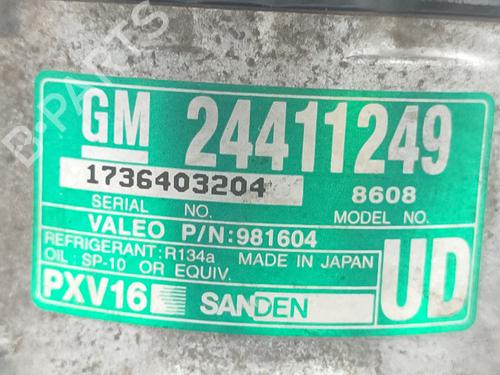 B-PARTS
GM 24411249
1736403204 8608
SERIAL NO. MODEL NO.
VALEO P/N:981604
REFRIGERANT:R134a MADE IN JAPAN
OIL:SP-10 OR EQUIV.
PXV16 SANDEN UD